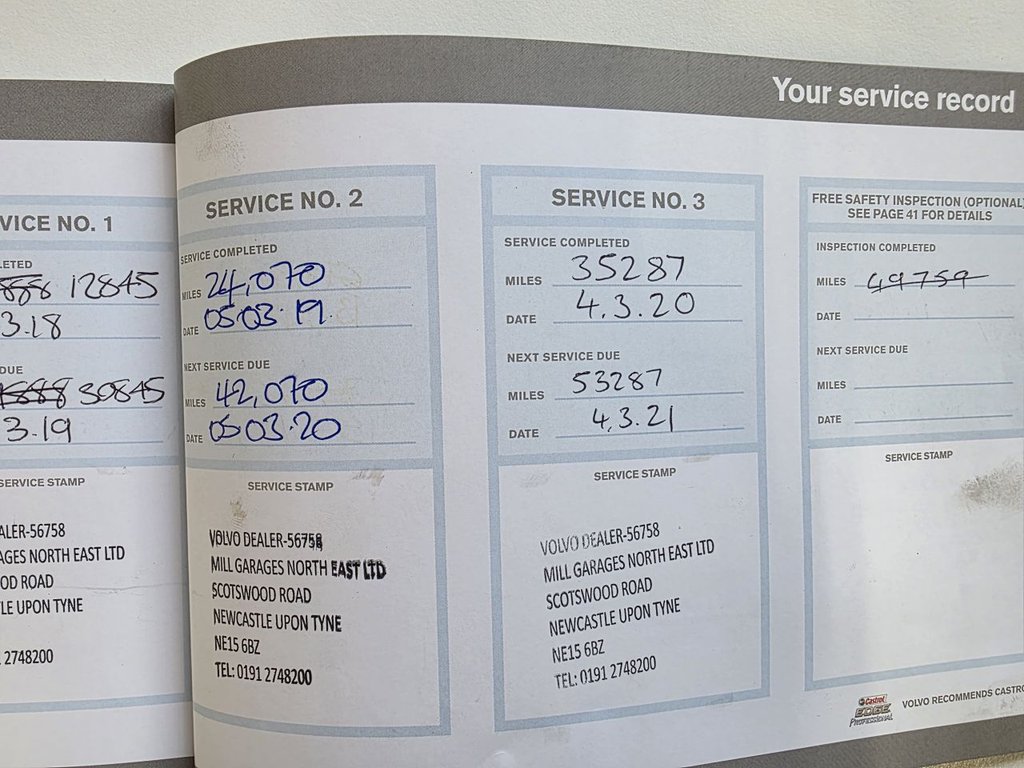 Your service record
VICE NO. 1
LETED
12845
3.18
DUE
30845
3.19
SERVICE STAMP
ALER-56758
AGES NORTH EAST LTD
OOD ROAD
LE UPON TYNE
2748200
SERVICE NO. 2
SERVICE COMPLETED
MILES 24,070
DATE 05.03.19.
NEXT SERVICE DUE
MILES 42,070
DATE 05.03.20
SERVICE STAMP
VOLVO DEALER-56758
MILL GARAGES NORTH EAST LTD
SCOTSWOOD ROAD
NEWCASTLE UPON TYNE
NE15 6BZ
TEL: 0191 2748200
SERVICE NO. 3
SERVICE COMPLETED
MILES 35287
DATE 4.3.20
NEXT SERVICE DUE
MILES 53287
DATE 4.3.21
SERVICE STAMP
VOLVO DEALER-56758
MILL GARAGES NORTH EAST LTD
SCOTSWOOD ROAD
NEWCASTLE UPON TYNE
NE15 6BZ
TEL: 0191 2748200
FREE SAFETY INSPECTION (OPTIONAL)
SEE PAGE 41 FOR DETAILS
INSPECTION COMPLETED
MILES 49759
DATE
NEXT SERVICE DUE
MILES
DATE
SERVICE STAMP
Castrol
EDGE
PROFESSIONAL
VOLVO RECOMMENDS CASTRO